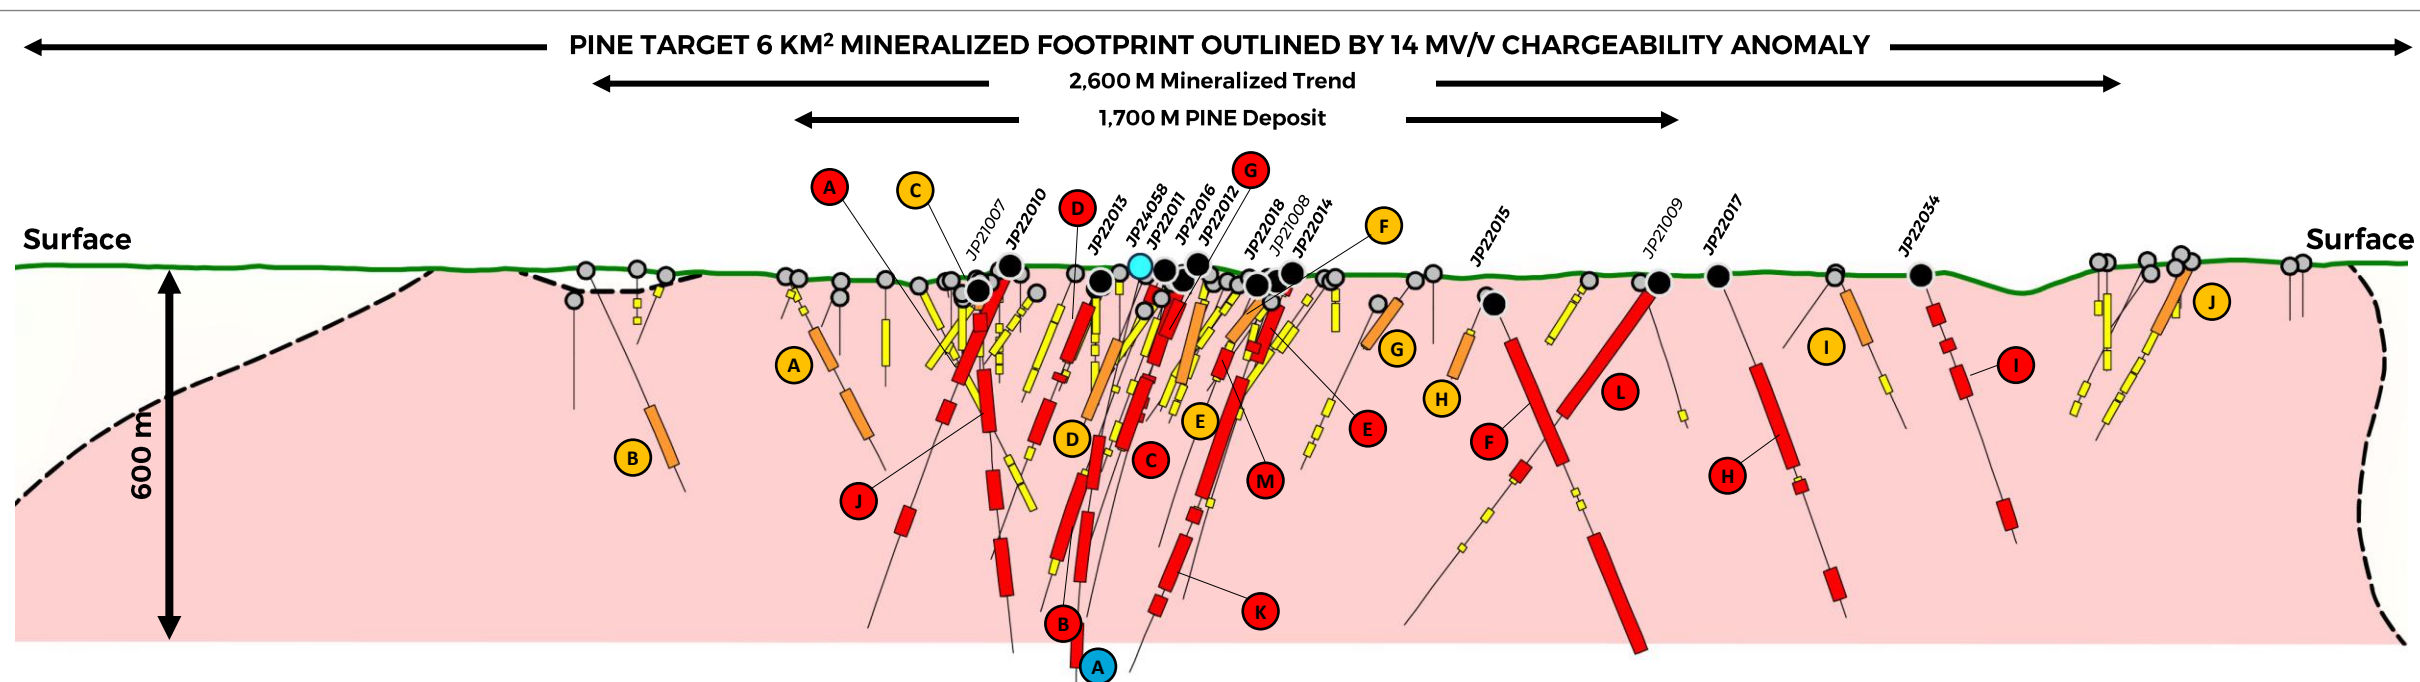 PINE TARGET 6 KM² MINERALIZED FOOTPRINT OUTLINED BY 14 MV/V CHARGEABILITY ANOMALY
2,600 M Mineralized Trend
1,700 M PINE Deposit
Surface
Surface
600 m
JP21007
JP22010
JP22013
JP24058
JP22011
JP22016
JP22012
JP22018
JP21008
JP22014
JP22015
JP21009
JP22017
JP22034
A
C
D
G
F
A
B
J
D
C
E
M
E
G
H
F
L
H
I
I
J
B
K
A